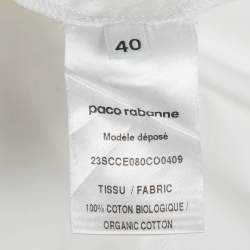 40
paco rabanne
Modèle déposé
23SCCE080CO0409
TISSU / FABRIC
100% COTON BIOLOGIQUE /
ORGANIC COTTON